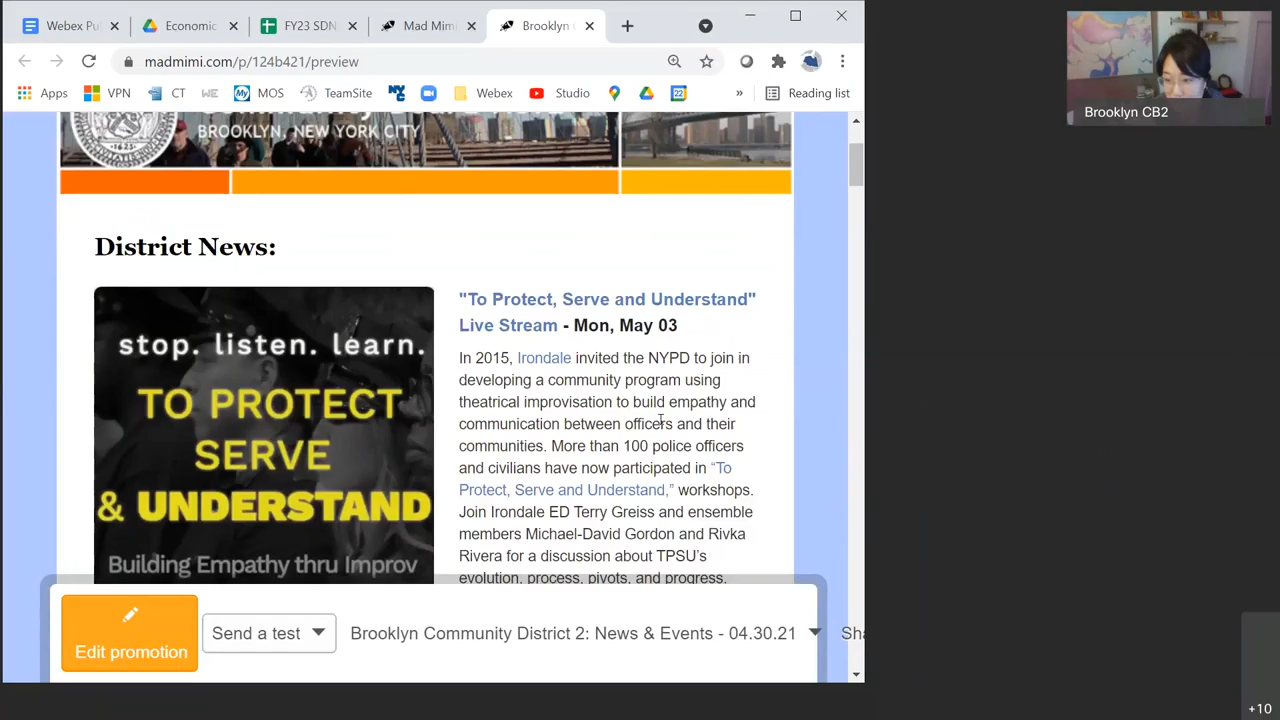 Webex Pu
Economic
FY23 SDN
Mad Mim
Brooklyn
madmimi.com/p/124b421/preview
Apps
VPN
CT
WE
My
MOS
TeamSite
NYC
Webex
Studio
22
»
Reading list
BROOKLYN, NEW YORK CITY
District News:
stop. listen. learn.
TO PROTECT
SERVE
& UNDERSTAND
Building Empathy thru Improv
"To Protect, Serve and Understand"
Live Stream - Mon, May 03
In 2015, Irondale invited the NYPD to join in
developing a community program using
theatrical improvisation to build empathy and
communication between officers and their
communities. More than 100 police officers
and civilians have now participated in “To
Protect, Serve and Understand,” workshops.
Join Irondale ED Terry Greiss and ensemble
members Michael-David Gordon and Rivka
Rivera for a discussion about TPSU’s
evolution, process, pivots, and progress.
Edit promotion
Send a test
Brooklyn Community District 2: News & Events - 04.30.21
Sha
Brooklyn CB2
+10